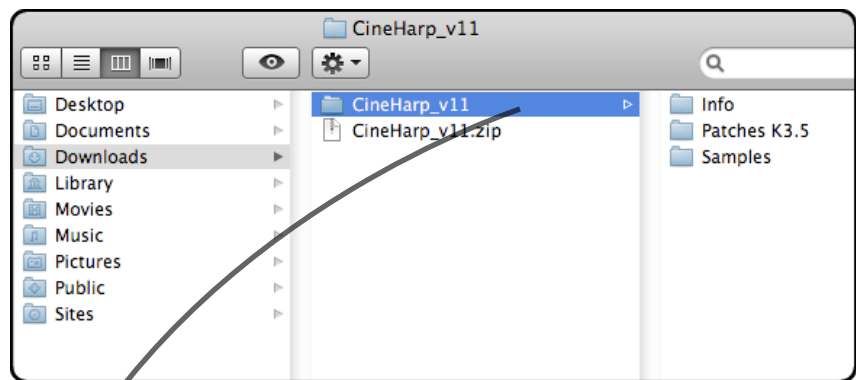 CineHarp_v11
Desktop
Documents
Downloads
Library
Movies
Music
Pictures
Public
Sites
CineHarp_v11
CineHarp_v11.zip
Info
Patches K3.5
Samples